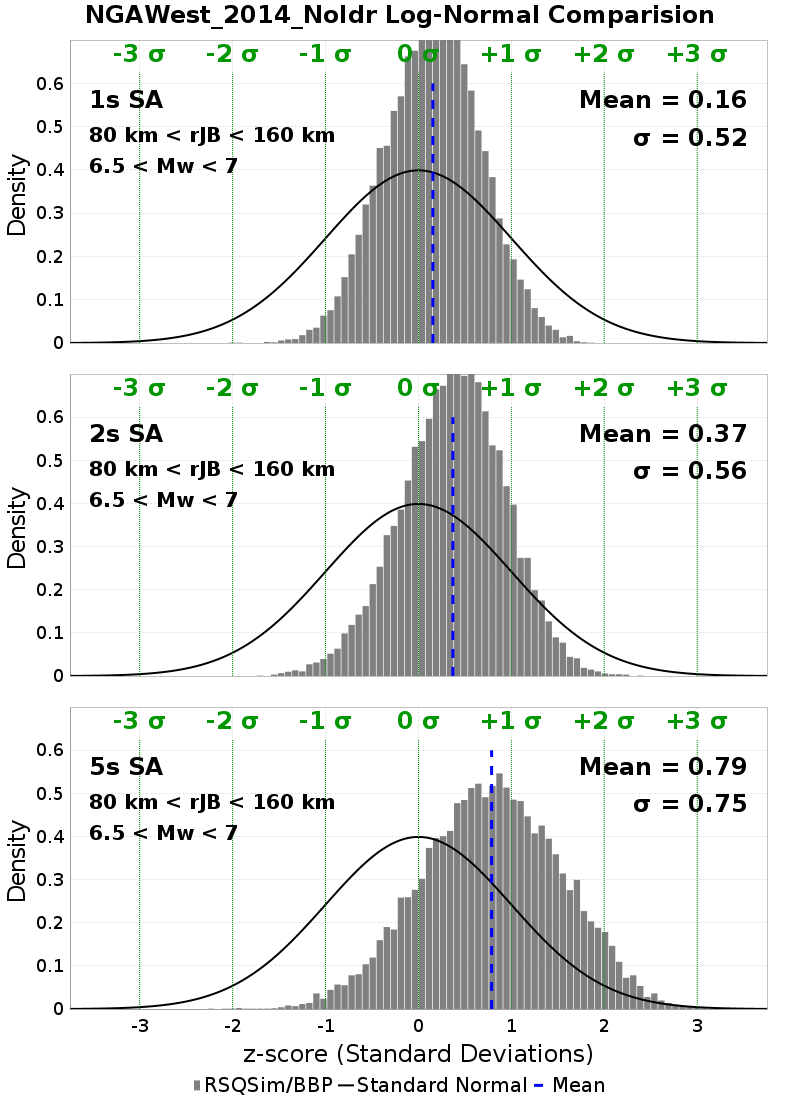 NGAWest_2014_NoIdr Log-Normal Comparision
-3 σ -2 σ -1 σ 0 σ +1 σ +2 σ +3 σ
1s SA
Mean = 0.16
80 km < rJB < 160 km
σ = 0.52
6.5 < Mw < 7
Density
0.6
0.5
0.4
0.3
0.2
0.1
0
-3 σ -2 σ -1 σ 0 σ +1 σ +2 σ +3 σ
2s SA
Mean = 0.37
80 km < rJB < 160 km
σ = 0.56
6.5 < Mw < 7
Density
0.6
0.5
0.4
0.3
0.2
0.1
0
-3 σ -2 σ -1 σ 0 σ +1 σ +2 σ +3 σ
5s SA
Mean = 0.79
80 km < rJB < 160 km
σ = 0.75
6.5 < Mw < 7
Density
0.6
0.5
0.4
0.3
0.2
0.1
0
-3 -2 -1 0 1 2 3
z-score (Standard Deviations)
RSQSim/BBP Standard Normal Mean